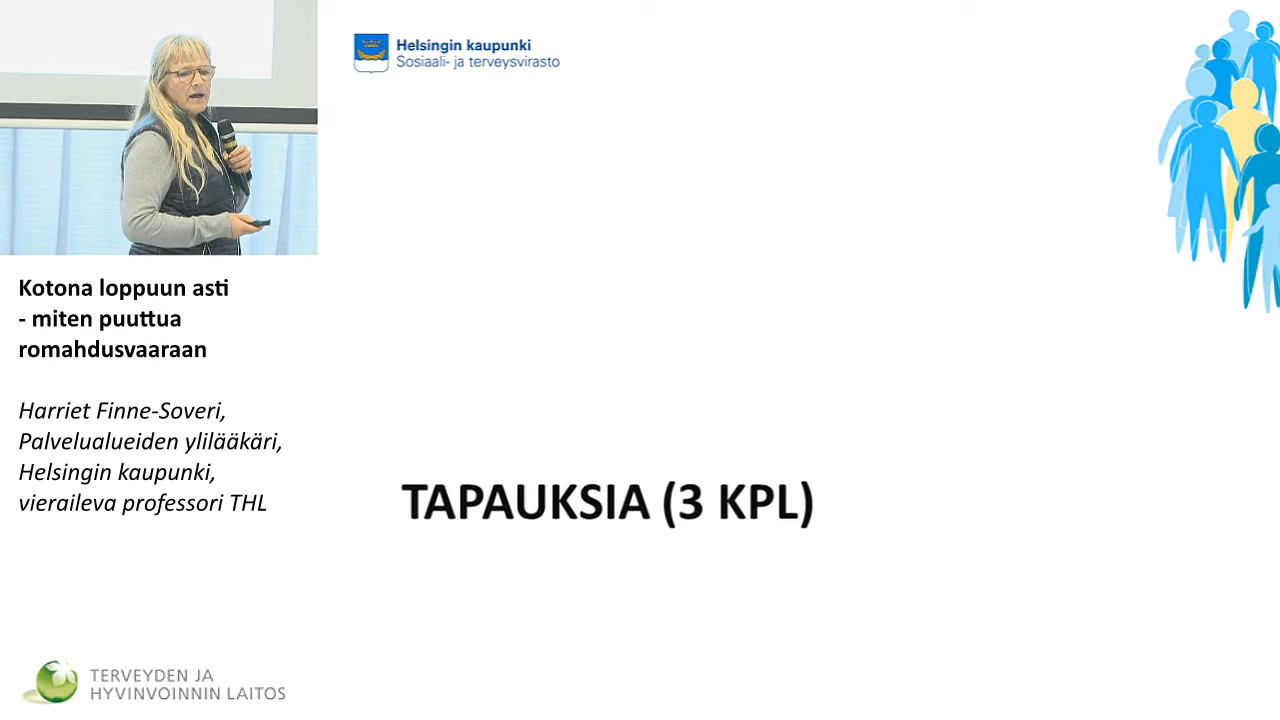 Helsingin kaupunki
Sosiaali- ja terveysvirasto
Kotona loppuun asti
- miten puuttua
romahdusvaaraan
Harriet Finne-Soveri,
Palvelualueiden ylilääkäri,
Helsingin kaupunki,
vieraileva professori THL
TAPAUKSIA (3 KPL)
TERVEYDEN JA
HYVINVOINNIN LAITOS